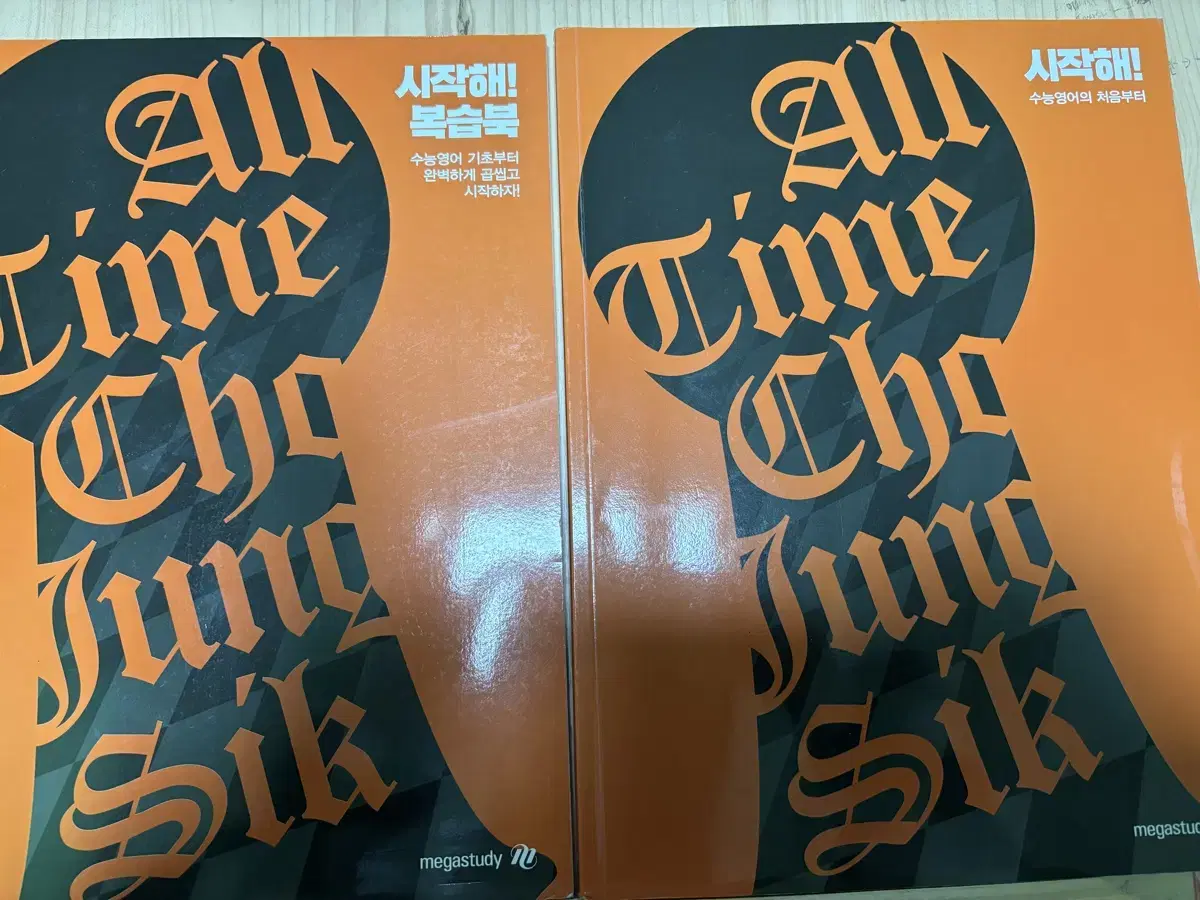 시작해!
복습북
수능영어 기초부터
완벽하게 곱씹고
시작하자!
All
Time
Cho
Jung
Sik
megastudy
시작해!
수능영어의 처음부터
All
Time
Cho
Jung
Sik
megastudy